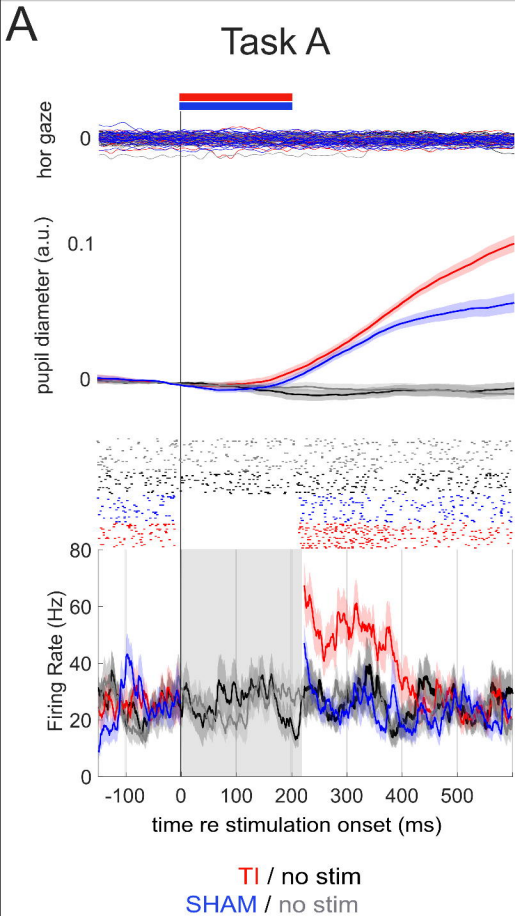 A
Task A
hor gaze
0
pupil diameter (a.u.)
0.1
0
Firing Rate (Hz)
80
60
40
20
0
-100 0 100 200 300 400 500
time re stimulation onset (ms)
TI / no stim
SHAM / no stim